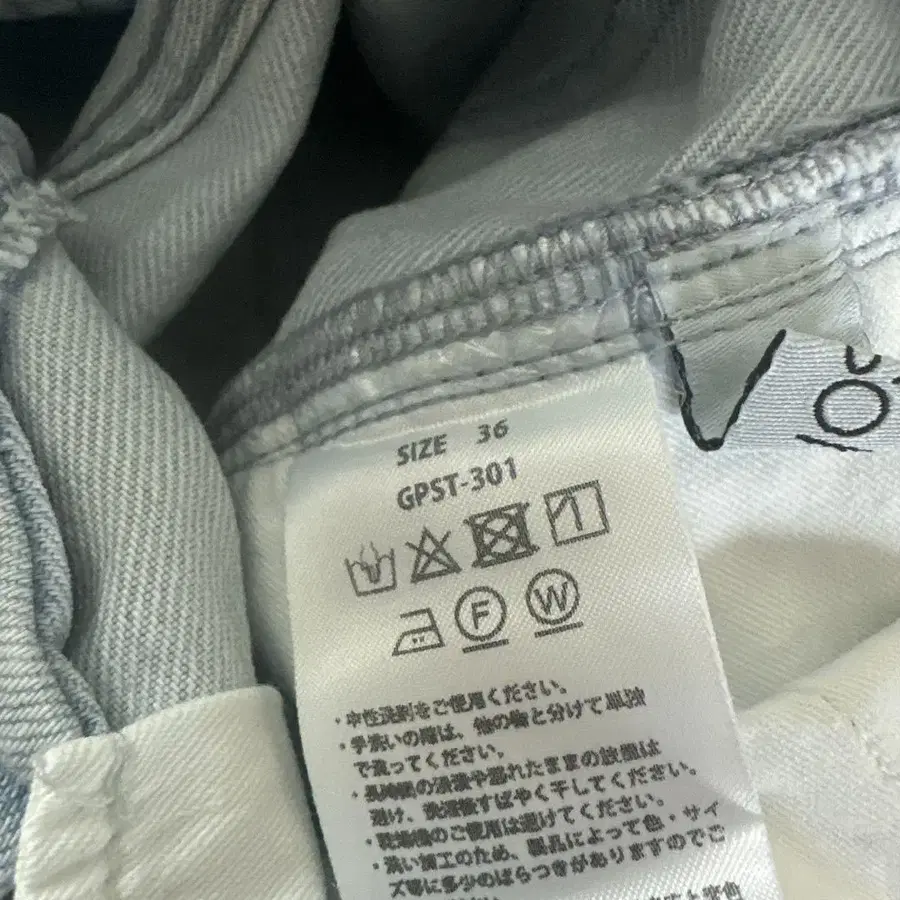 SIZE 36
GPST-301
F W
・中性洗剤をご使用ください。
・手洗いの際は、他の物と分けて単独
で洗ってください。
・長時間の浸漬や濡れたままの放置は
避け、洗濯後すばやく干してください。
・乾燥機のご使用は避けてください。
・洗い加工のため、製品によって色・サイ
ズ等に多少のばらつきがありますのでご